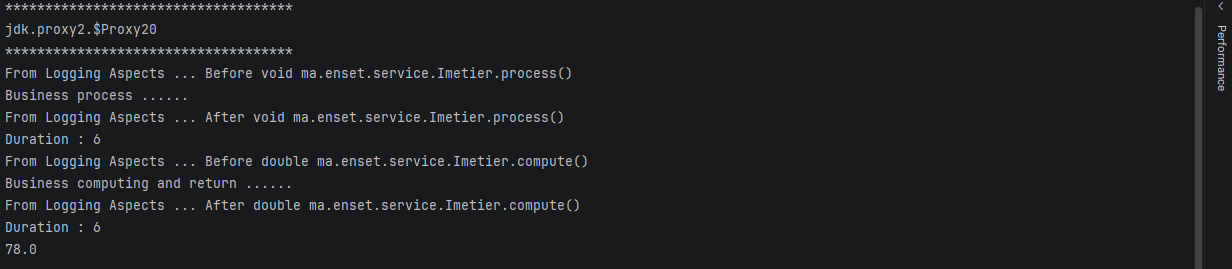 ************************************
jdk.proxy2.$Proxy20
************************************
From Logging Aspects ... Before void ma.enset.service.Imetier.process()
Business process ......
From Logging Aspects ... After void ma.enset.service.Imetier.process()
Duration : 6
From Logging Aspects ... Before double ma.enset.service.Imetier.compute()
Business computing and return ......
From Logging Aspects ... After double ma.enset.service.Imetier.compute()
Duration : 6
78.0
Performance